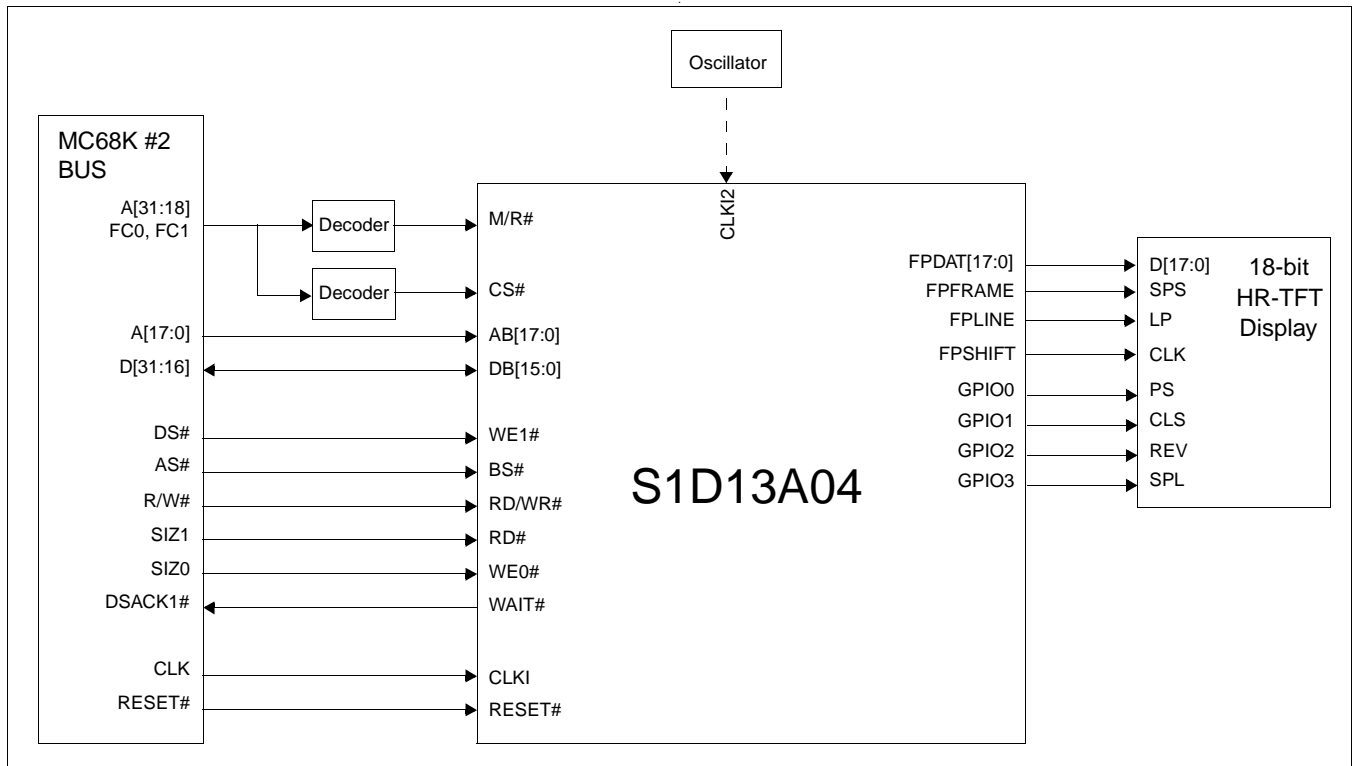 Oscillator
MC68K #2
BUS
A[31:18]
FC0, FC1
Decoder
M/R#
Decoder
CS#
A[17:0]
AB[17:0]
D[31:16]
DB[15:0]
DS#
WE1#
AS#
BS#
R/W#
RD/WR#
SIZ1
RD#
SIZ0
WE0#
DSACK1#
WAIT#
CLK
CLKI
RESET#
RESET#
CLKI2
S1D13A04
FPDAT[17:0]
D[17:0]
FPFRAME
SPS
FPLINE
LP
FPSHIFT
CLK
GPIO0
PS
GPIO1
CLS
GPIO2
REV
GPIO3
SPL
18-bit
HR-TFT
Display